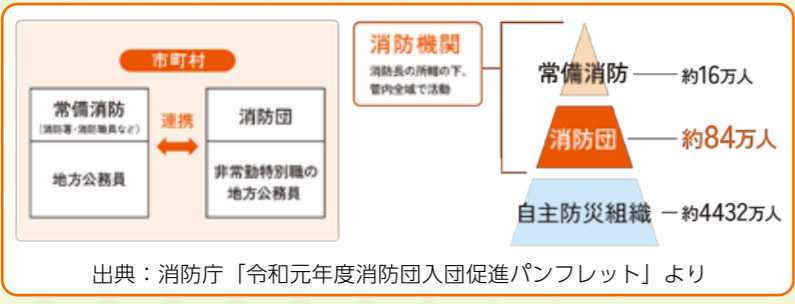 市町村
常備消防
(消防署・消防職員など)
地方公務員
連携
消防団
非常勤特別職の
地方公務員
消防機関
消防長の所轄の下、
管内全域で活動
常備消防
約16万人
消防団
約84万人
自主防災組織
約4432万人
出典：消防庁「令和元年度消防団入団促進パンフレット」より